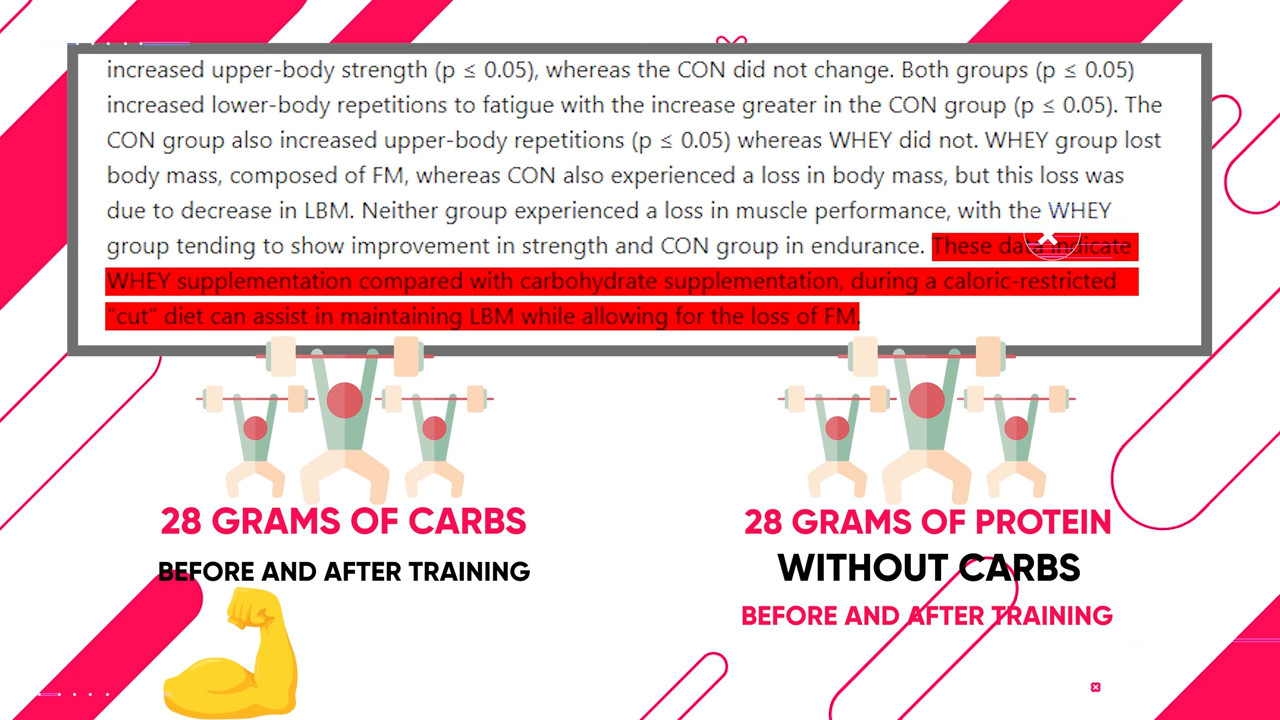 increased upper-body strength (p ≤ 0.05), whereas the CON did not change. Both groups (p ≤ 0.05)
increased lower-body repetitions to fatigue with the increase greater in the CON group (p ≤ 0.05). The
CON group also increased upper-body repetitions (p ≤ 0.05) whereas WHEY did not. WHEY group lost
body mass, composed of FM, whereas CON also experienced a loss in body mass, but this loss was
due to decrease in LBM. Neither group experienced a loss in muscle performance, with the WHEY
group tending to show improvement in strength and CON group in endurance. These data indicate
WHEY supplementation compared with carbohydrate supplementation, during a caloric-restricted
"cut" diet can assist in maintaining LBM while allowing for the loss of FM.
28 GRAMS OF CARBS
BEFORE AND AFTER TRAINING
28 GRAMS OF PROTEIN
WITHOUT CARBS
BEFORE AND AFTER TRAINING